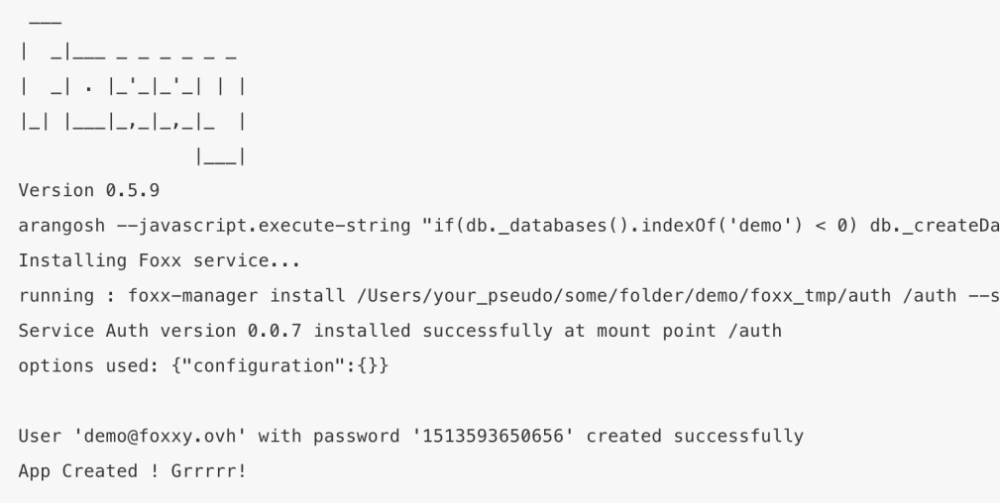 ___
|  _|___ _ _ _ _ _ _
|  _| . |_'_|_'_| | |
|_| |___|_,_|_,_|_  |
                |___|
Version 0.5.9
arangosh --javascript.execute-string "if(db._databases().indexOf('demo') < 0) db._createDa
Installing Foxx service...
running : foxx-manager install /Users/your_pseudo/some/folder/demo/foxx_tmp/auth /auth --s
Service Auth version 0.0.7 installed successfully at mount point /auth
options used: {"configuration":{}}

User 'demo@foxxy.ovh' with password '1513593650656' created successfully
App Created ! Grrrrr!